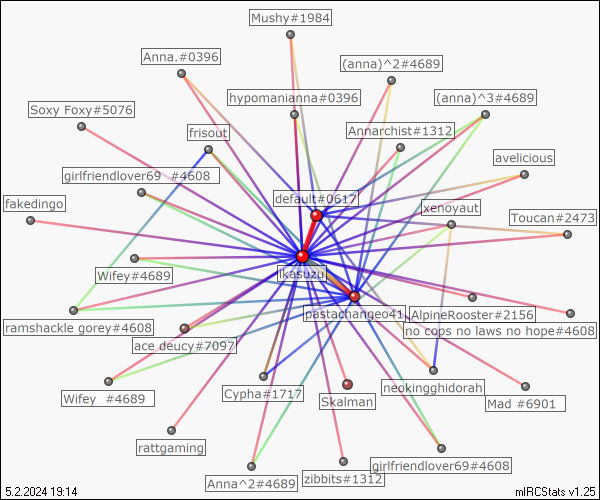 Mushy#1984
Anna.#0396
(anna)^2#4689
hypomanianna#0396
(anna)^3#4689
Soxy Foxy#5076
frisout
Annarchist#1312
avelicious
girlfriendlover69 #4608
default#0617
fakedingo
xenoyaut
Toucan#2473
Wifey#4689
ikasuzu
ramshackle gorey#4608
pastachangeo41
AlpineRooster#2156
no cops no laws no hope#4608
ace deucy#7097
Wifey #4689
Cypha#1717
Skalman
neokingghidorah
Mad #6901
rattgaming
Anna^2#4689
zibbits#1312
girlfriendlover69#4608
5.2.2024 19:14
mIRCStats v1.25